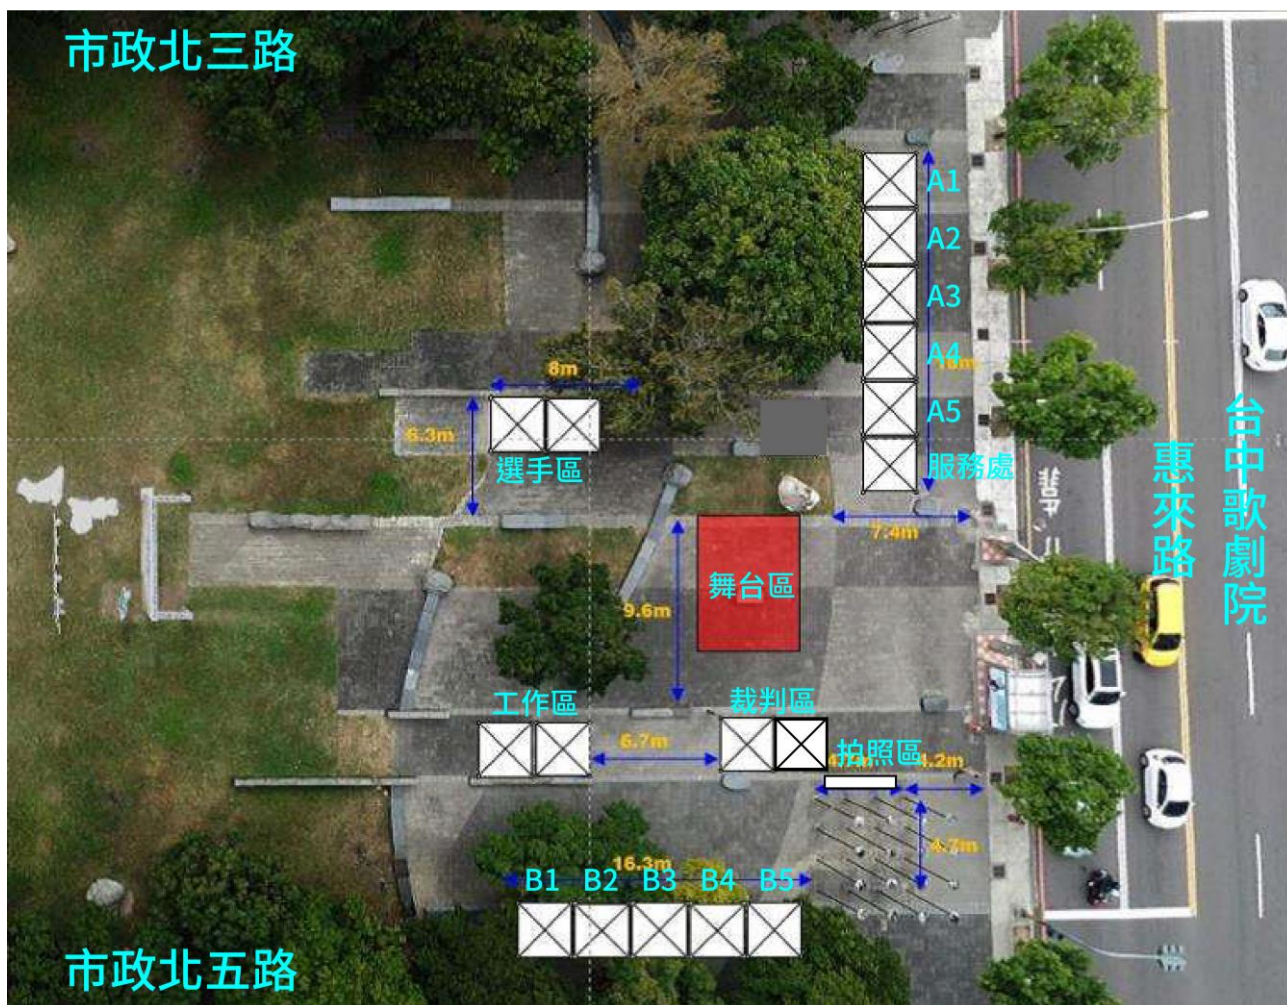 市政北三路
A1
A2
A3
A4
A5
服務處
8m
6.3m
選手區
7.4m
惠來路
台中歌劇院
舞台區
9.6m
工作區
裁判區
6.7m
拍照區
4.2m
4.7m
16.3m
B1 B2 B3 B4 B5
市政北五路